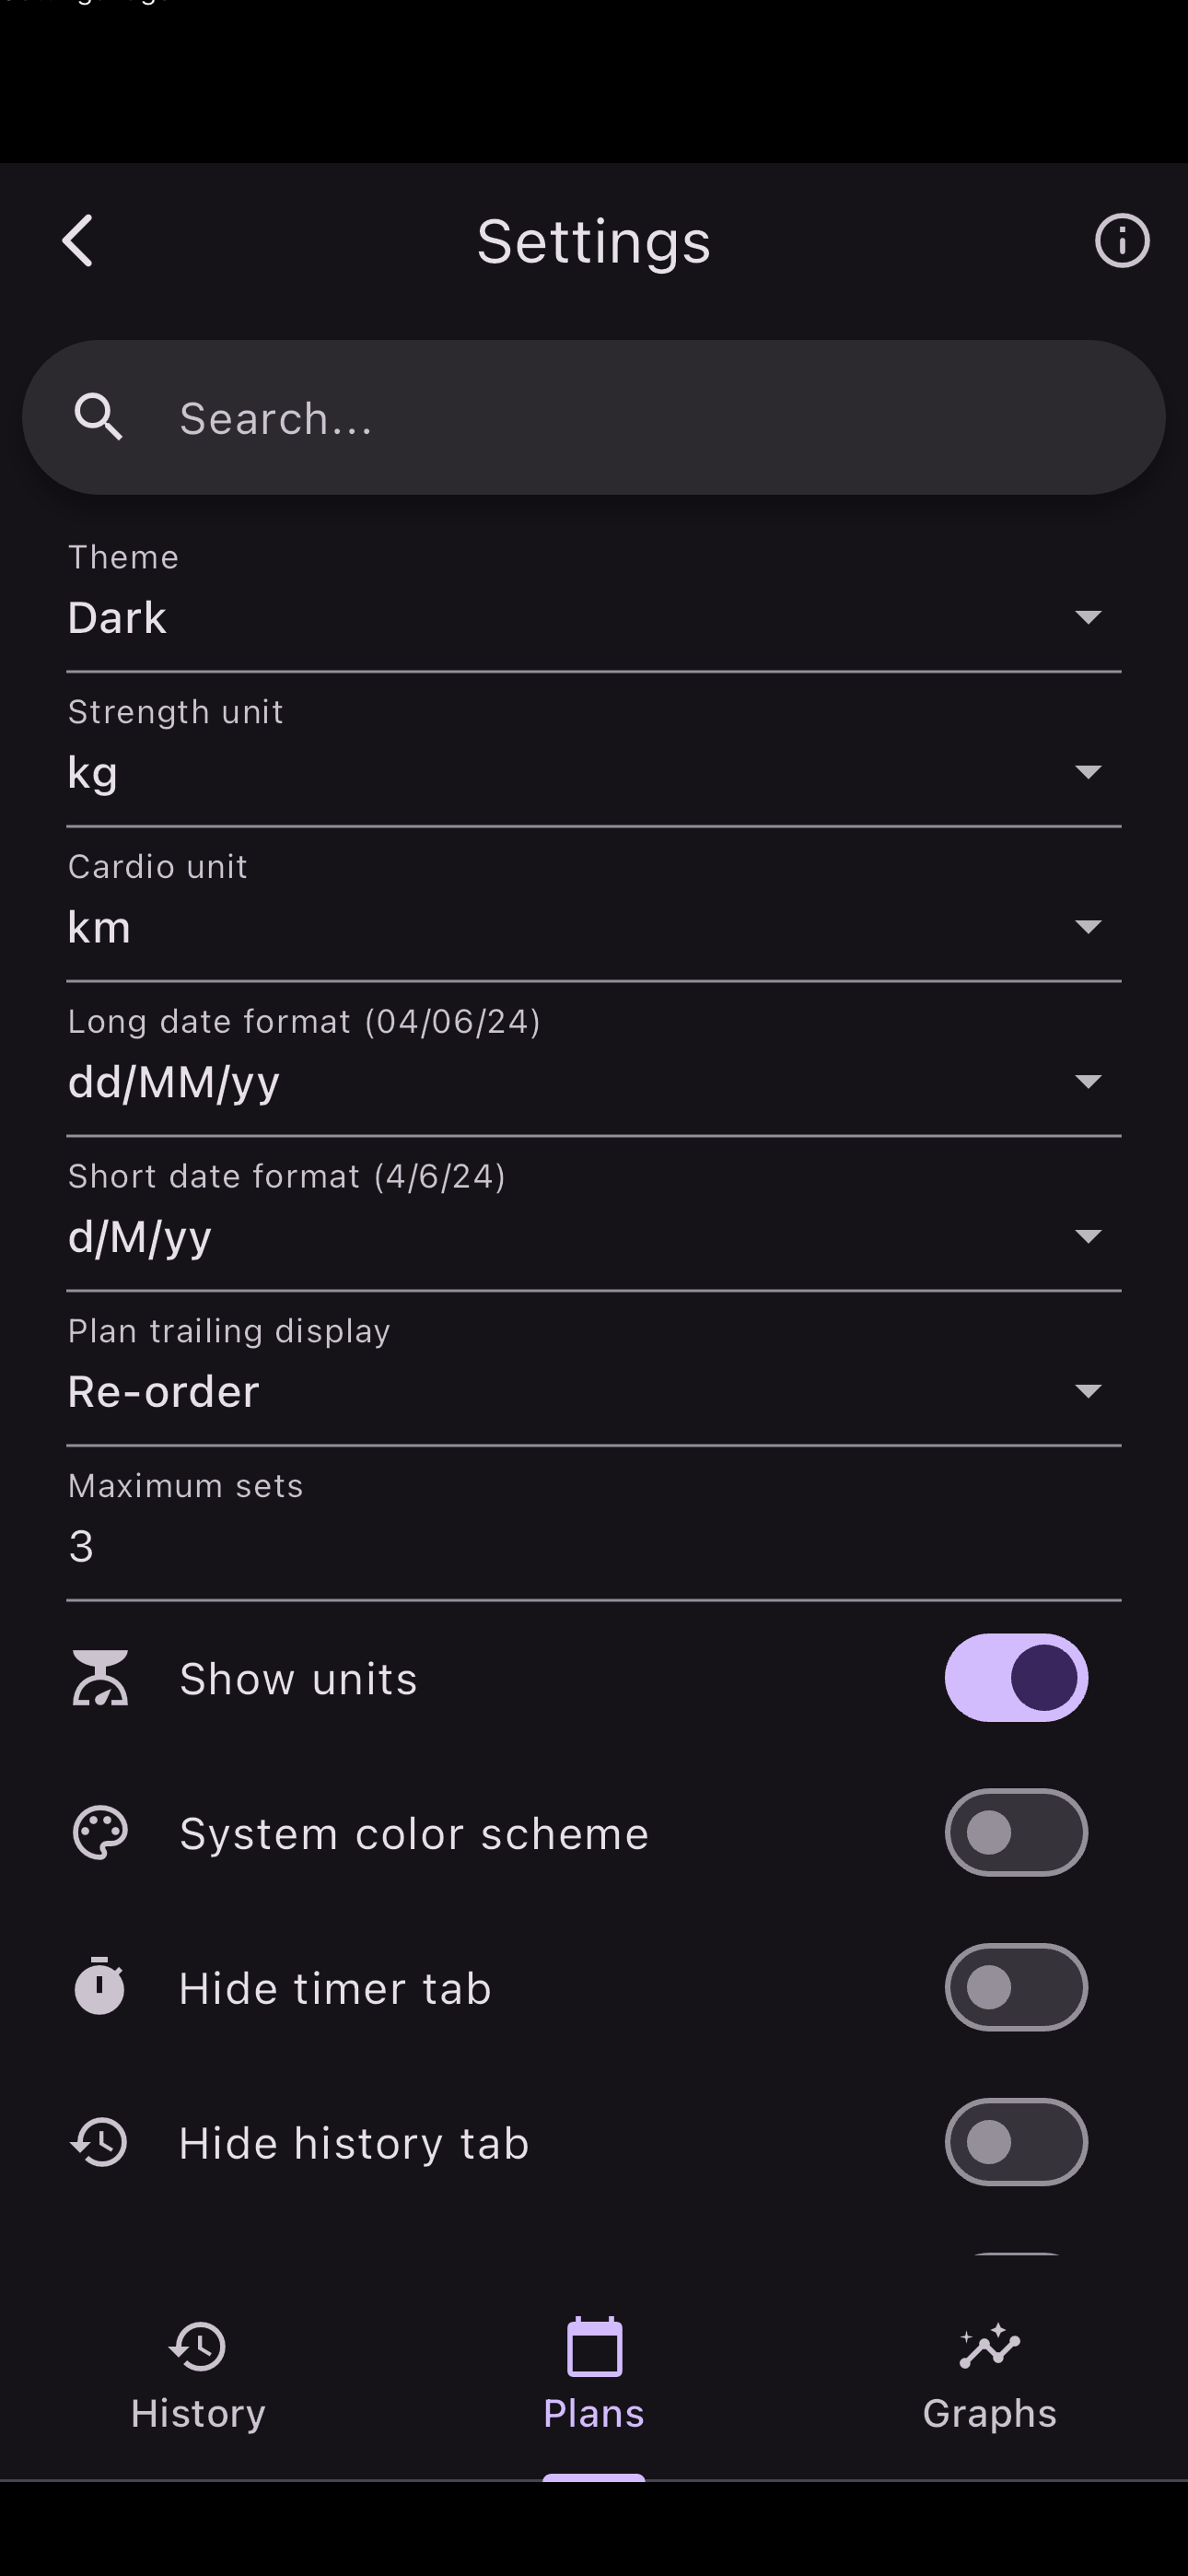 Settings
Search...
Theme
Dark
Strength unit
kg
Cardio unit
km
Long date format (04/06/24)
dd/MM/yy
Short date format (4/6/24)
d/M/yy
Plan trailing display
Re-order
Maximum sets
3
Show units
System color scheme
Hide timer tab
Hide history tab
History
Plans
Graphs